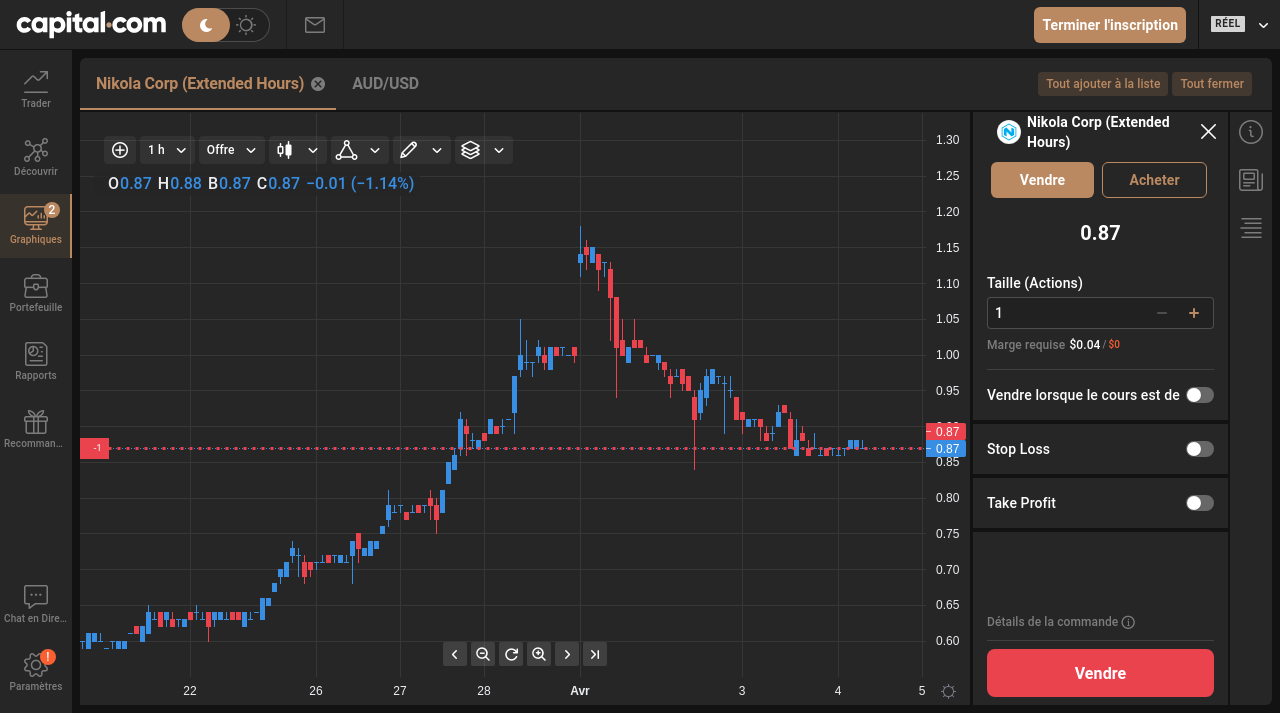 capital.com
Terminer l'inscription
RÉEL
Trader
Découvrir
2
Graphiques
Portefeuille
Rapports
Recomman...
Chat en Dire...
!
Paramètres
Nikola Corp (Extended Hours)
AUD/USD
Tout ajouter à la liste
Tout fermer
1 h
Offre
O0.87 H0.88 B0.87 C0.87 −0.01 (−1.14%)
1.30
1.25
1.20
1.15
1.10
1.05
1.00
0.95
0.90
0.87
0.87
0.85
0.80
0.75
0.70
0.65
0.60
-1
22
26
27
28
Avr
3
4
5
Nikola Corp (Extended
Hours)
Vendre
Acheter
0.87
Taille (Actions)
1
Marge requise $0.04 / $0
Vendre lorsque le cours est de
Stop Loss
Take Profit
Détails de la commande
Vendre